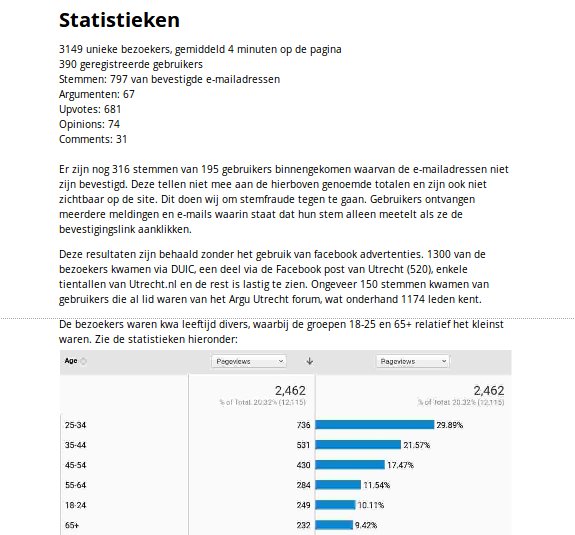 Statistieken
3149 unieke bezoekers, gemiddeld 4 minuten op de pagina
390 geregistreerde gebruikers
Stemmen: 797 van bevestigde e-mailadressen
Argumenten: 67
Upvotes: 681
Opinions: 74
Comments: 31
Er zijn nog 316 stemmen van 195 gebruikers binnengekomen waarvan de e-mailadressen niet
zijn bevestigd. Deze tellen niet mee aan de hierboven genoemde totalen en zijn ook niet
zichtbaar op de site. Dit doen wij om stemfraude tegen te gaan. Gebruikers ontvangen
meerdere meldingen en e-mails waarin staat dat hun stem alleen meetelt als ze de
bevestigingslink aanklikken.
Deze resultaten zijn behaald zonder het gebruik van facebook advertenties. 1300 van de
bezoekers kwamen via DUIC, een deel via de Facebook post van Utrecht (520), enkele
tientallen van Utrecht.nl en de rest is lastig te zien. Ongeveer 150 stemmen kwamen van
gebruikers die al lid waren van het Argu Utrecht forum, wat onderhand 1174 leden kent.
De bezoekers waren kwa leeftijd divers, waarbij de groepen 18-25 en 65+ relatief het kleinst
waren. Zie de statistieken hieronder:
Age Pageviews Pageviews
2,462 2,462
% of Total: 20.32% (12,115) % of Total: 20.32% (12,115)
25-34 736 29.89%
35-44 531 21.57%
45-54 430 17.47%
55-64 284 11.54%
18-24 249 10.11%
65+ 232 9.42%